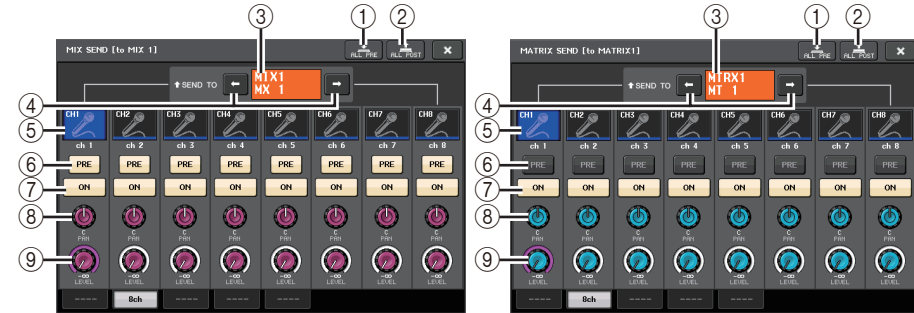 ③ ① ②
MIX SEND [to MIX 1] ALL PRE ALL POST ×
SEND TO MIX1
MX 1
④
CH1 CH2 CH3 CH4 CH5 CH6 CH7 CH8
⑤
ch 1 ch 2 ch 3 ch 4 ch 5 ch 6 ch 7 ch 8
⑥ PRE PRE PRE PRE PRE PRE PRE PRE
⑦ ON ON ON ON ON ON ON ON
⑧
C C C C C C C C
PAN PAN PAN PAN PAN PAN PAN PAN
⑨
-∞ -∞ -∞ -∞ -∞ -∞ -∞ -∞
LEVEL LEVEL LEVEL LEVEL LEVEL LEVEL LEVEL LEVEL
---- 8ch ---- ---- ----
③ ① ②
MATRIX SEND [to MATRIX1] ALL PRE ALL POST ×
SEND TO MTRX1
MT 1
④
CH1 CH2 CH3 CH4 CH5 CH6 CH7 CH8
⑤
ch 1 ch 2 ch 3 ch 4 ch 5 ch 6 ch 7 ch 8
⑥ PRE PRE PRE PRE PRE PRE PRE PRE
⑦ ON ON ON ON ON ON ON ON
⑧
C C C C C C C C
PAN PAN PAN PAN PAN PAN PAN PAN
⑨
-∞ -∞ -∞ -∞ -∞ -∞ -∞ -∞
LEVEL LEVEL LEVEL LEVEL LEVEL LEVEL LEVEL LEVEL
---- 8ch ---- ---- ----